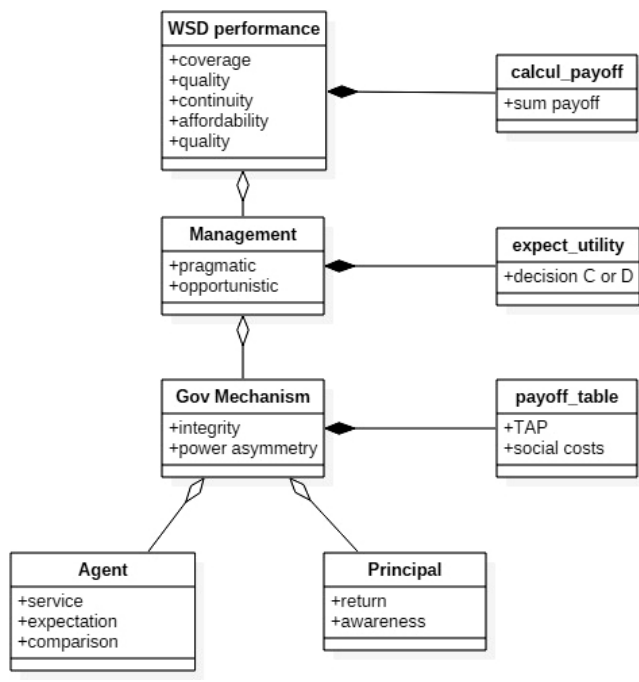 WSD performance
+coverage
+quality
+continuity
+affordability
+quality
calcul_payoff
+sum payoff
Management
+pragmatic
+opportunistic
expect_utility
+decision C or D
Gov Mechanism
+integrity
+power asymmetry
payoff_table
+TAP
+social costs
Agent
+service
+expectation
+comparison
Principal
+return
+awareness